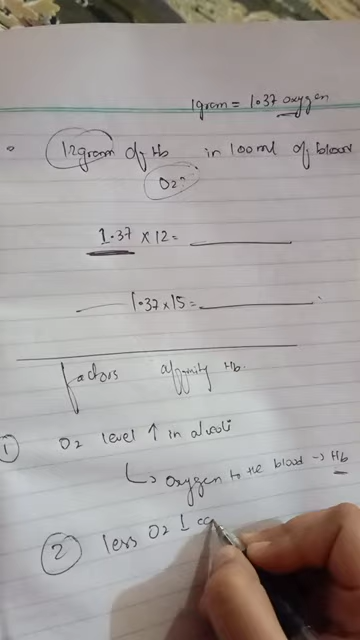 1gram = 1.37 oxygen
12gram of Hb in 100ml of blood
O2?
1.37 × 12 =
1.37 × 15 =
factors affinity Hb.
① O2 level ↑ in alveoli
↳ oxygen to the blood → Hb
② less O2 1